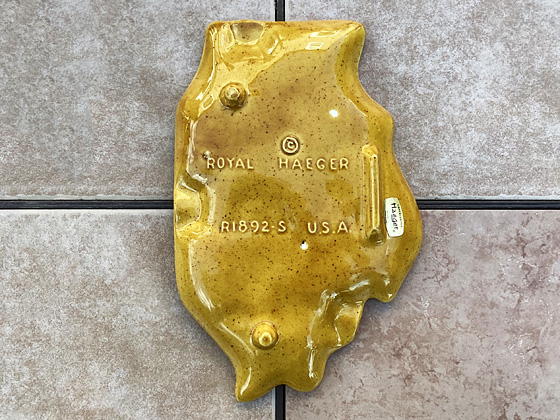 ©
ROYAL HAEGER
R1892-S U.S.A.
Haeger